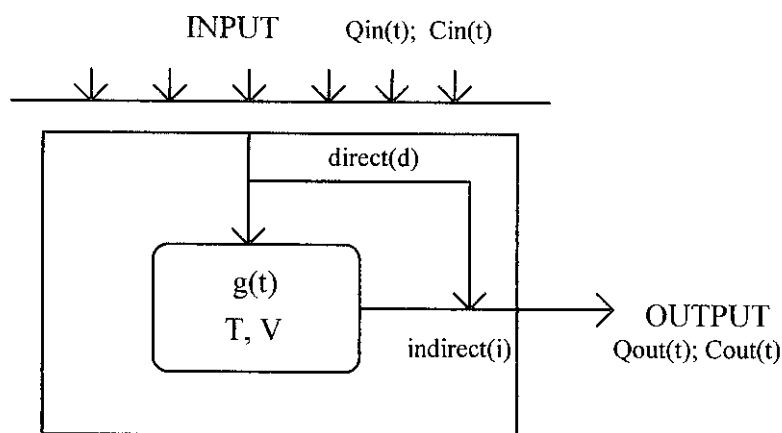 INPUT Qin(t); Cin(t)
direct(d)
g(t)
T, V
indirect(i)
OUTPUT
Qout(t); Cout(t)